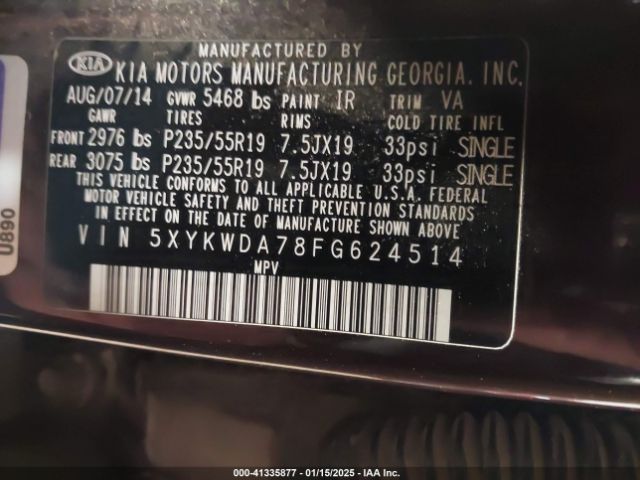 MANUFACTURED BY
KIA KIA MOTORS MANUFACTURING GEORGIA. INC.
AUG/07/14 GVWR 5468 lbs PAINT IR TRIM VA
GAWR TIRES RIMS COLD TIRE INFL
FRONT 2976 lbs P235/55R19 7.5JX19 33psi SINGLE
REAR 3075 lbs P235/55R19 7.5JX19 33psi SINGLE
THIS VEHICLE CONFORMS TO ALL APPLICABLE U.S.A. FEDERAL
MOTOR VEHICLE SAFETY AND THEFT PREVENTION STANDARDS
IN EFFECT ON THE DATE OF MANUFACTURE SHOWN ABOVE
VIN 5XYKWDA78FG624514
MPV
U890
000-41335877 - 01/15/2025 - IAA Inc.